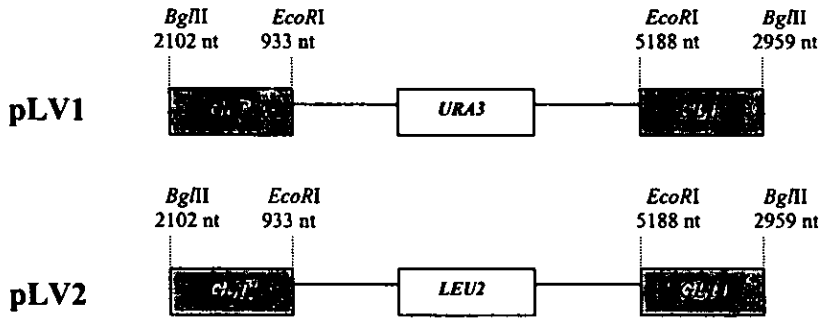 BglII EcoRI EcoRI BglII
2102 nt 933 nt 5188 nt 2959 nt
pLV1 URA3
BglII EcoRI EcoRI BglII
2102 nt 933 nt 5188 nt 2959 nt
pLV2 LEU2